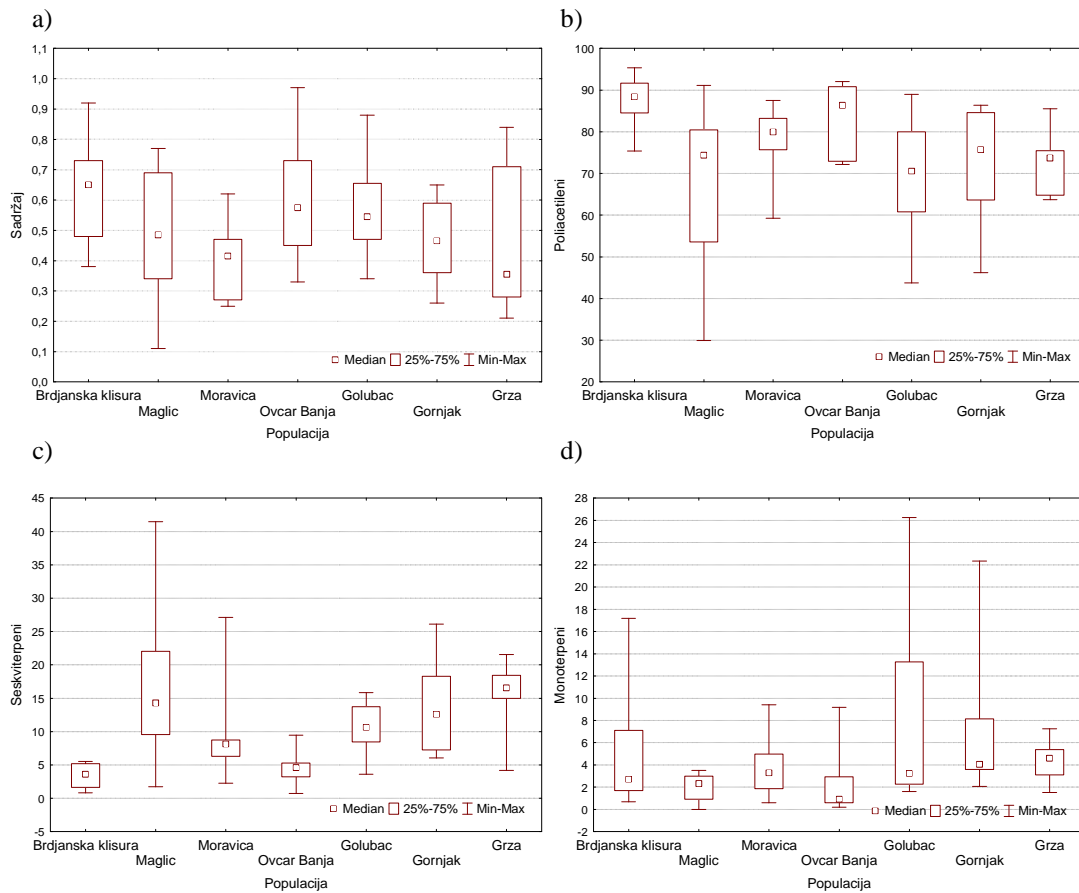 a)
1,1
1,0
0,9
0,8
0,7
0,6
0,5
0,4
0,3
0,2
0,1
0,0
Sadržaj
Median 25%-75% Min-Max
Brdjanska klisura Moravica Golubac Grza
Maglic Ovcar Banja Gornjak
Populacija
b)
100
90
80
70
60
50
40
30
20
Poliacetileni
Median 25%-75% Min-Max
Brdjanska klisura Moravica Golubac Grza
Maglic Ovcar Banja Gornjak
Populacija
c)
45
40
35
30
25
20
15
10
5
0
-5
Seskviterpeni
Median 25%-75% Min-Max
Brdjanska klisura Moravica Golubac Grza
Maglic Ovcar Banja Gornjak
Populacija
d)
28
26
24
22
20
18
16
14
12
10
8
6
4
2
0
-2
Monoterpeni
Median 25%-75% Min-Max
Brdjanska klisura Moravica Golubac Grza
Maglic Ovcar Banja Gornjak
Populacija